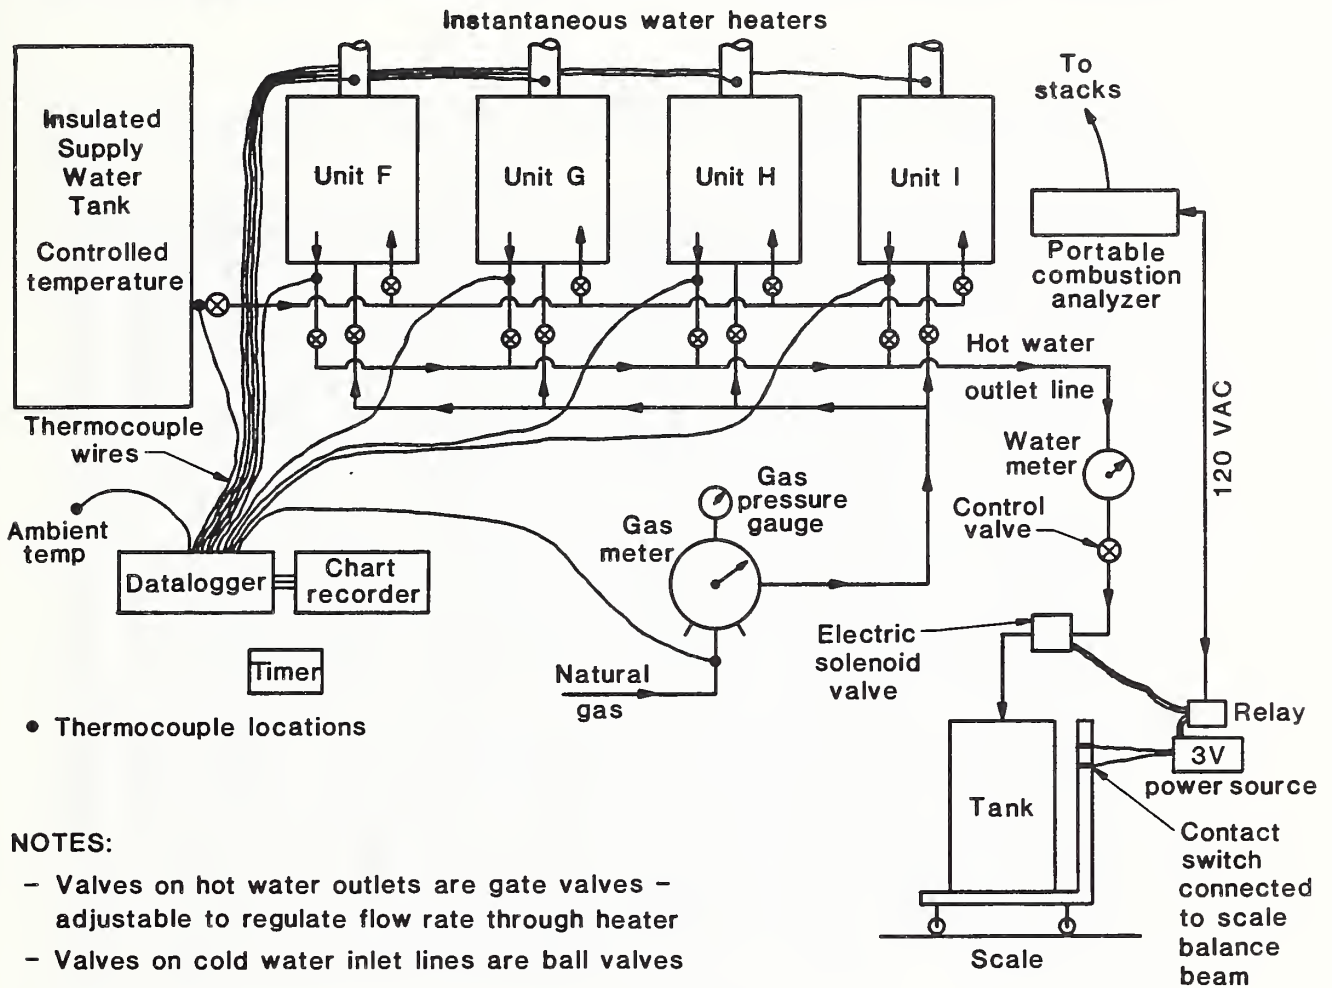 Instantaneous water heaters
Insulated
Supply
Water
Tank
Controlled
temperature
Unit F
Unit G
Unit H
Unit I
To
stacks
Portable
combustion
analyzer
120 VAC
Hot water
outlet line
Thermocouple
wires
Water
meter
Gas
pressure
gauge
Control
valve
Ambient
temp
Gas
meter
Datalogger
Chart
recorder
Electric
solenoid
valve
Timer
Natural
gas
Relay
• Thermocouple locations
3V
power source
Tank
Contact
switch
connected
to scale
balance
beam
Scale
NOTES:
– Valves on hot water outlets are gate valves –
adjustable to regulate flow rate through heater
– Valves on cold water inlet lines are ball valves